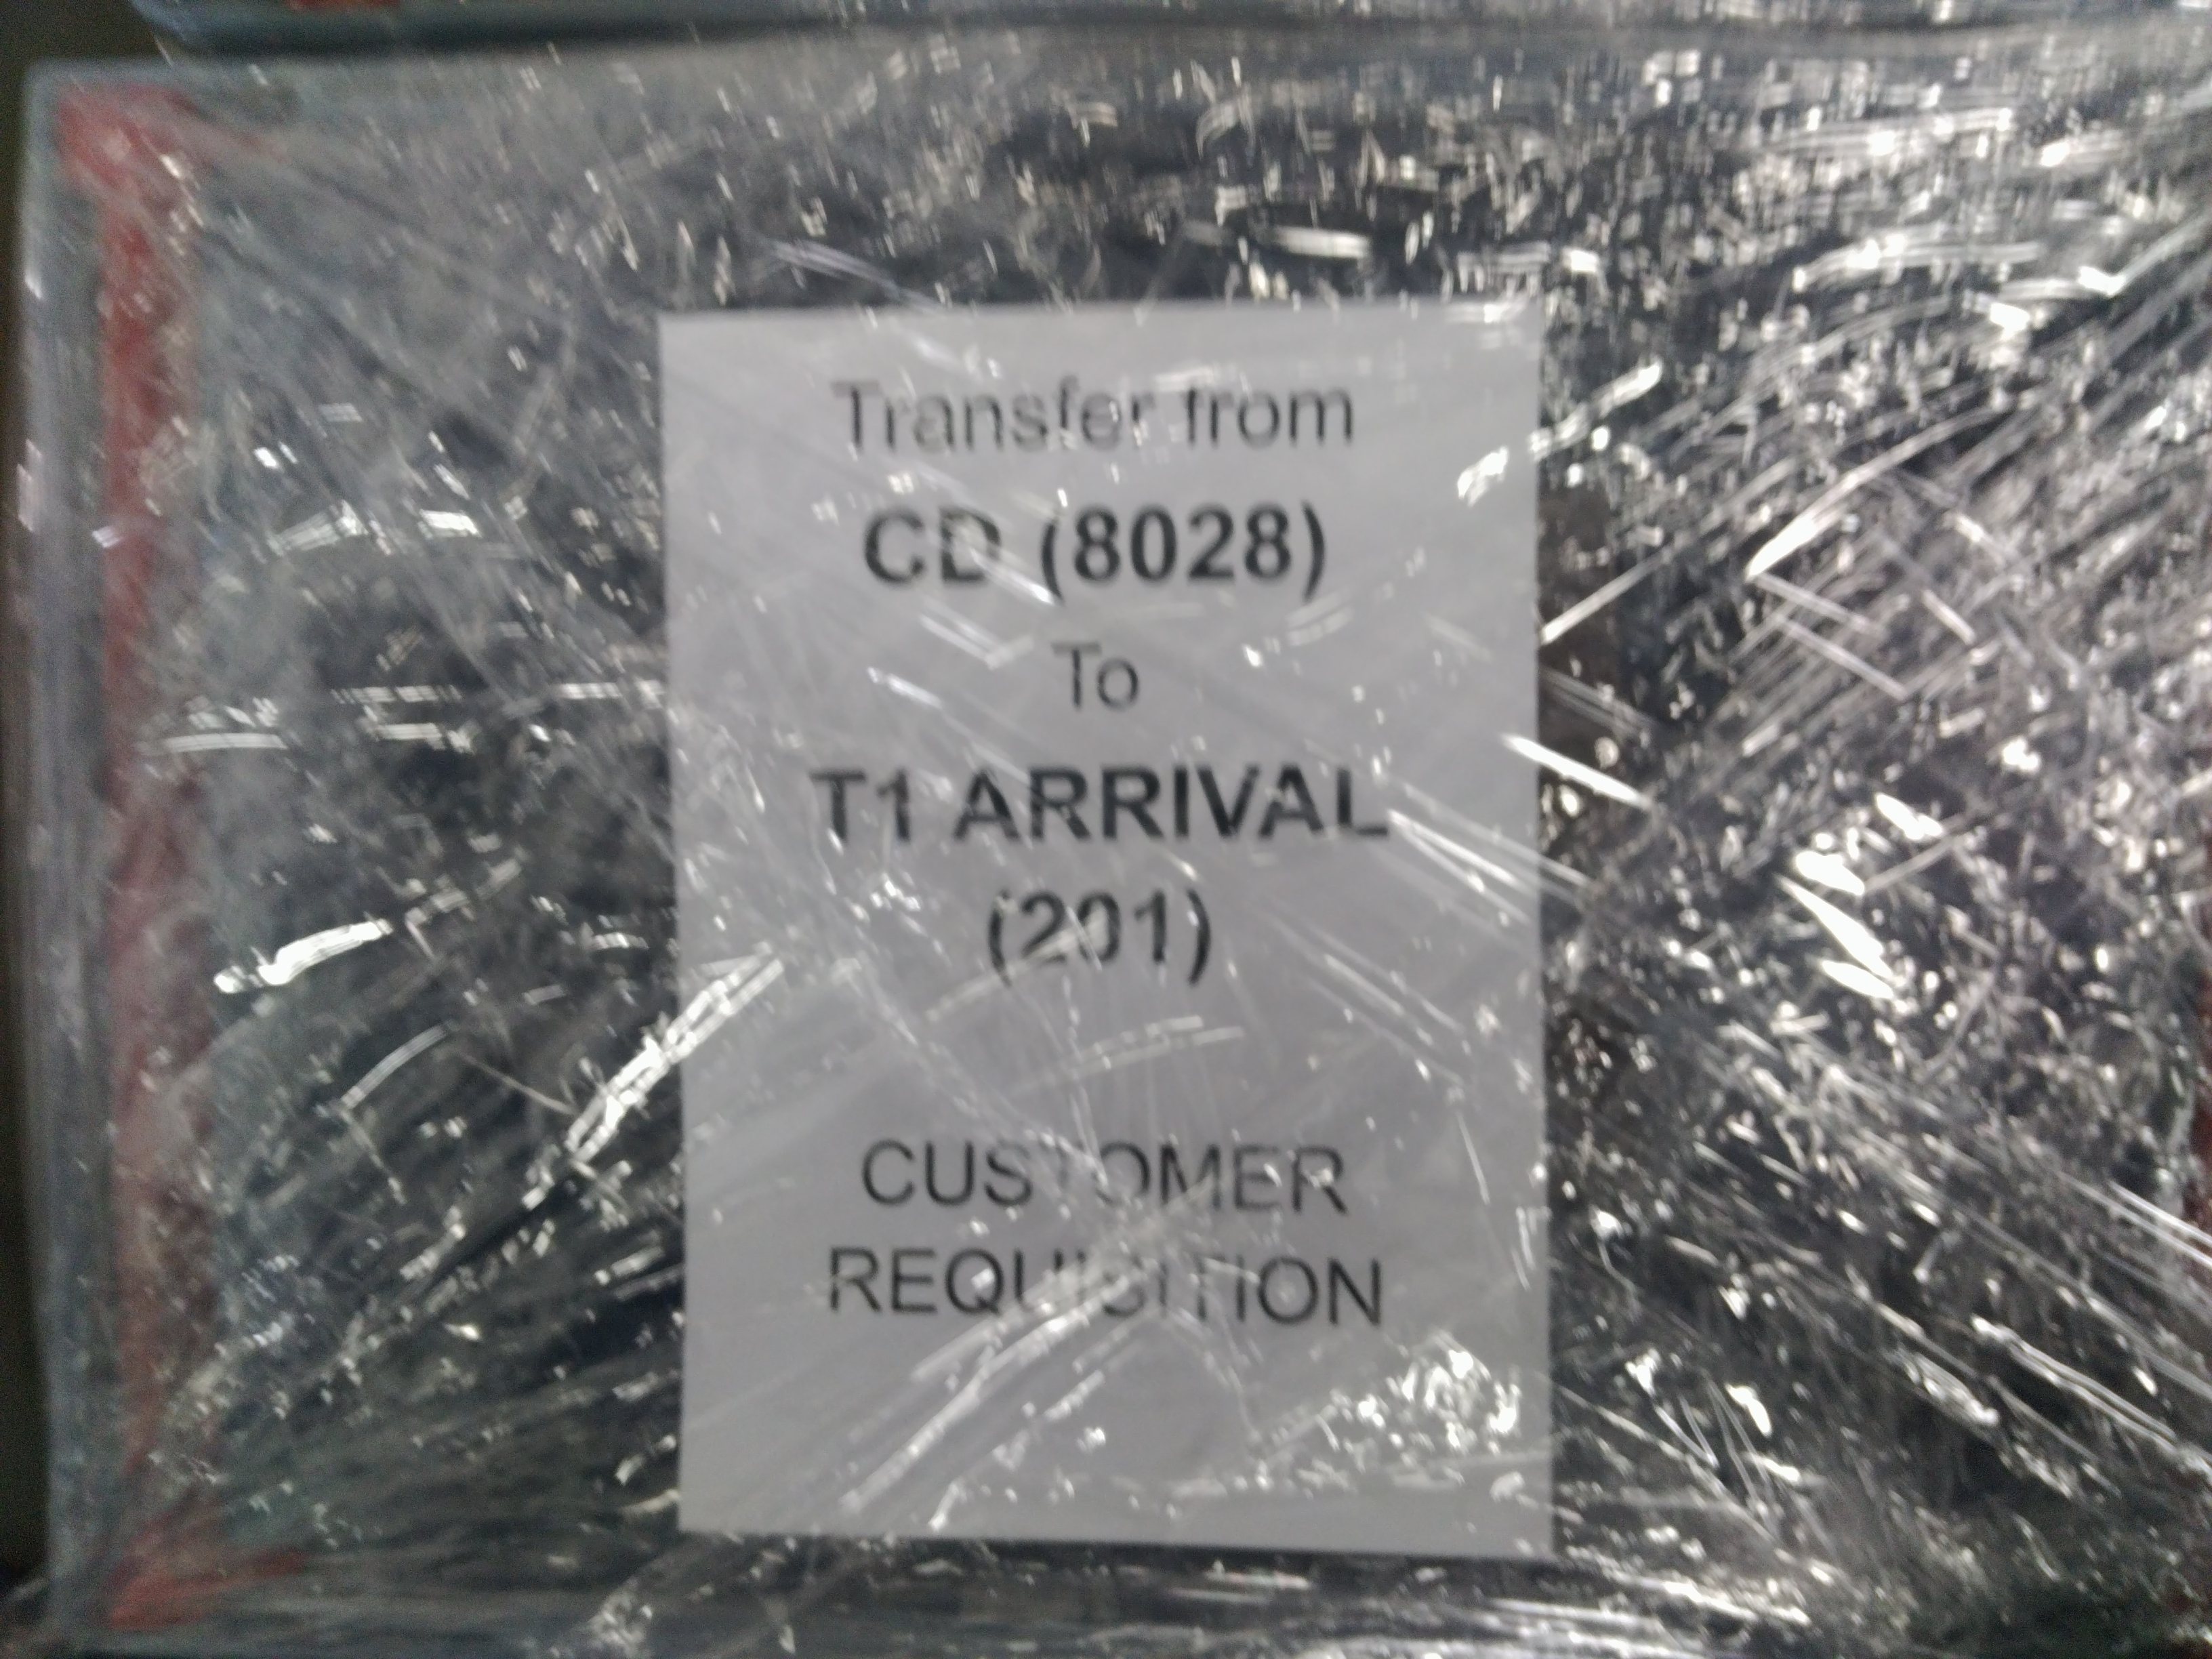 Transfer from
CD (8028)
To
T1 ARRIVAL
(201)
CUSTOMER
REQUISITION